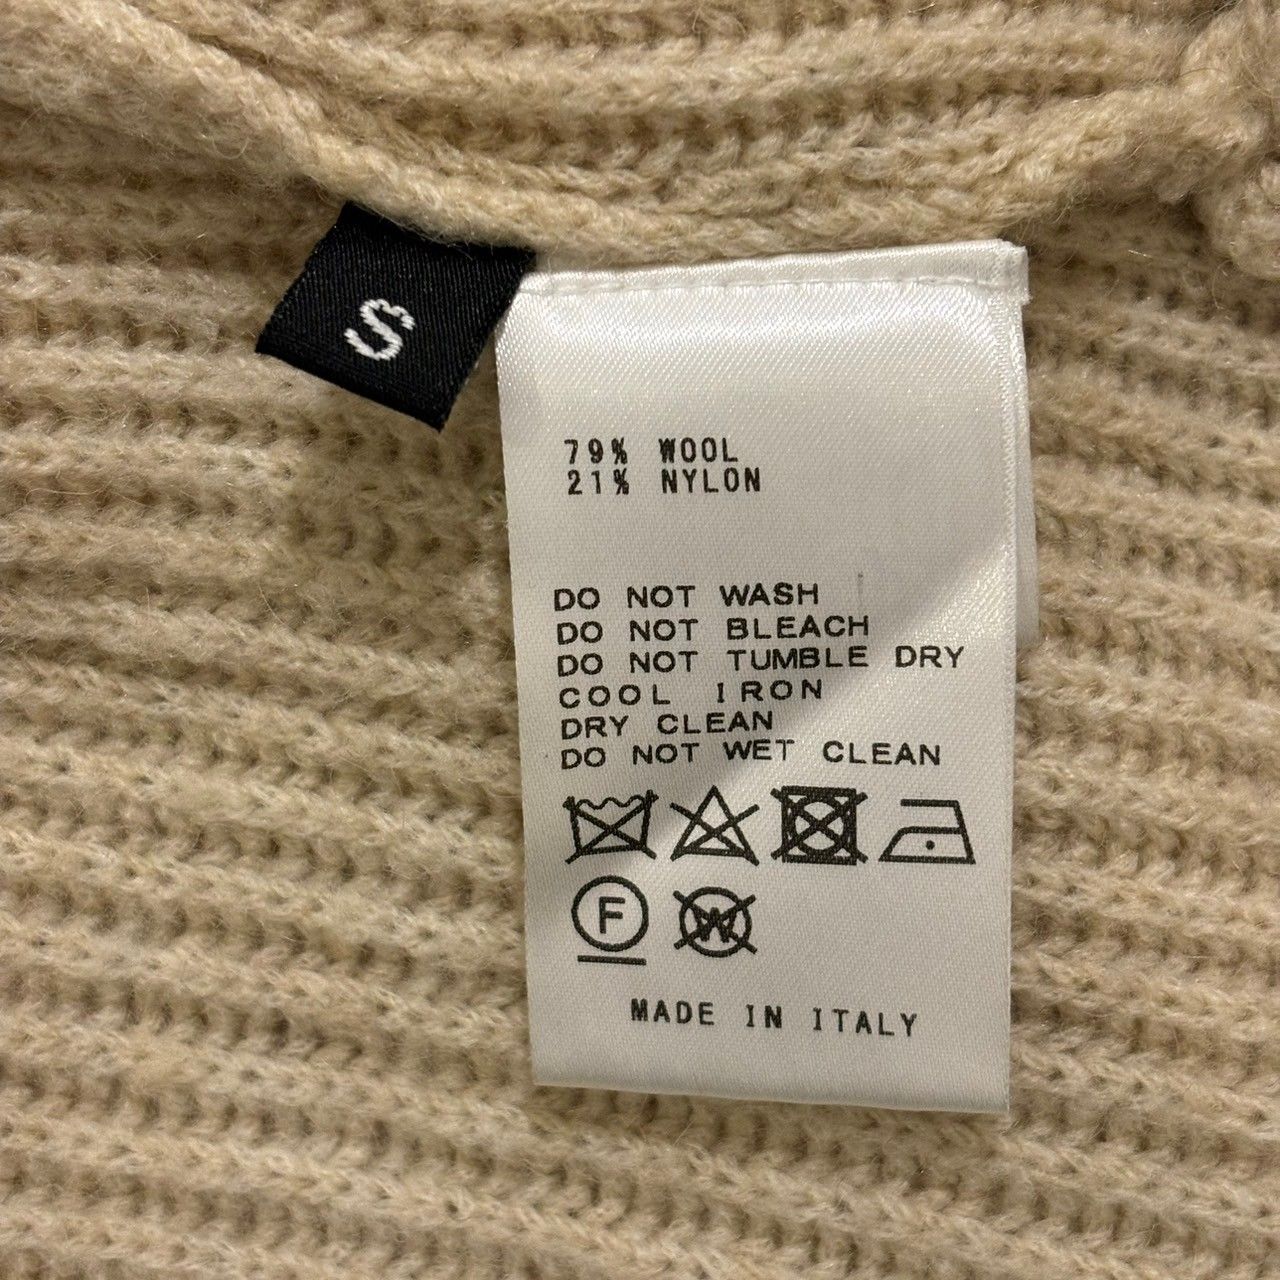 S
79% WOOL
21% NYLON
DO NOT WASH
DO NOT BLEACH
DO NOT TUMBLE DRY
COOL IRON
DRY CLEAN
DO NOT WET CLEAN
F W
MADE IN ITALY